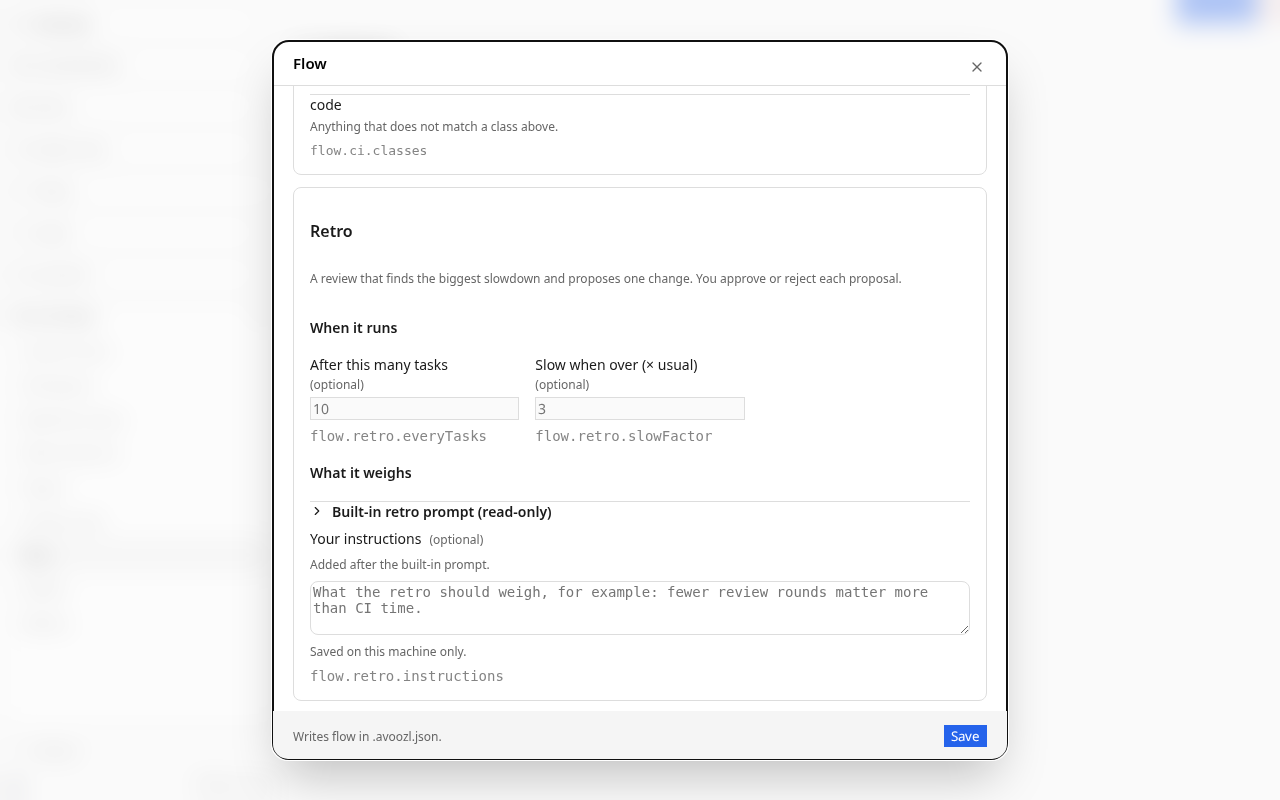 Flow
×
code
Anything that does not match a class above.
flow.ci.classes
Retro
A review that finds the biggest slowdown and proposes one change. You approve or reject each proposal.
When it runs
After this many tasks
(optional)
10
flow.retro.everyTasks
Slow when over (× usual)
(optional)
3
flow.retro.slowFactor
What it weighs
Built-in retro prompt (read-only)
Your instructions (optional)
Added after the built-in prompt.
What the retro should weigh, for example: fewer review rounds matter more
than CI time.
Saved on this machine only.
flow.retro.instructions
Writes flow in .avoozl.json.
Save